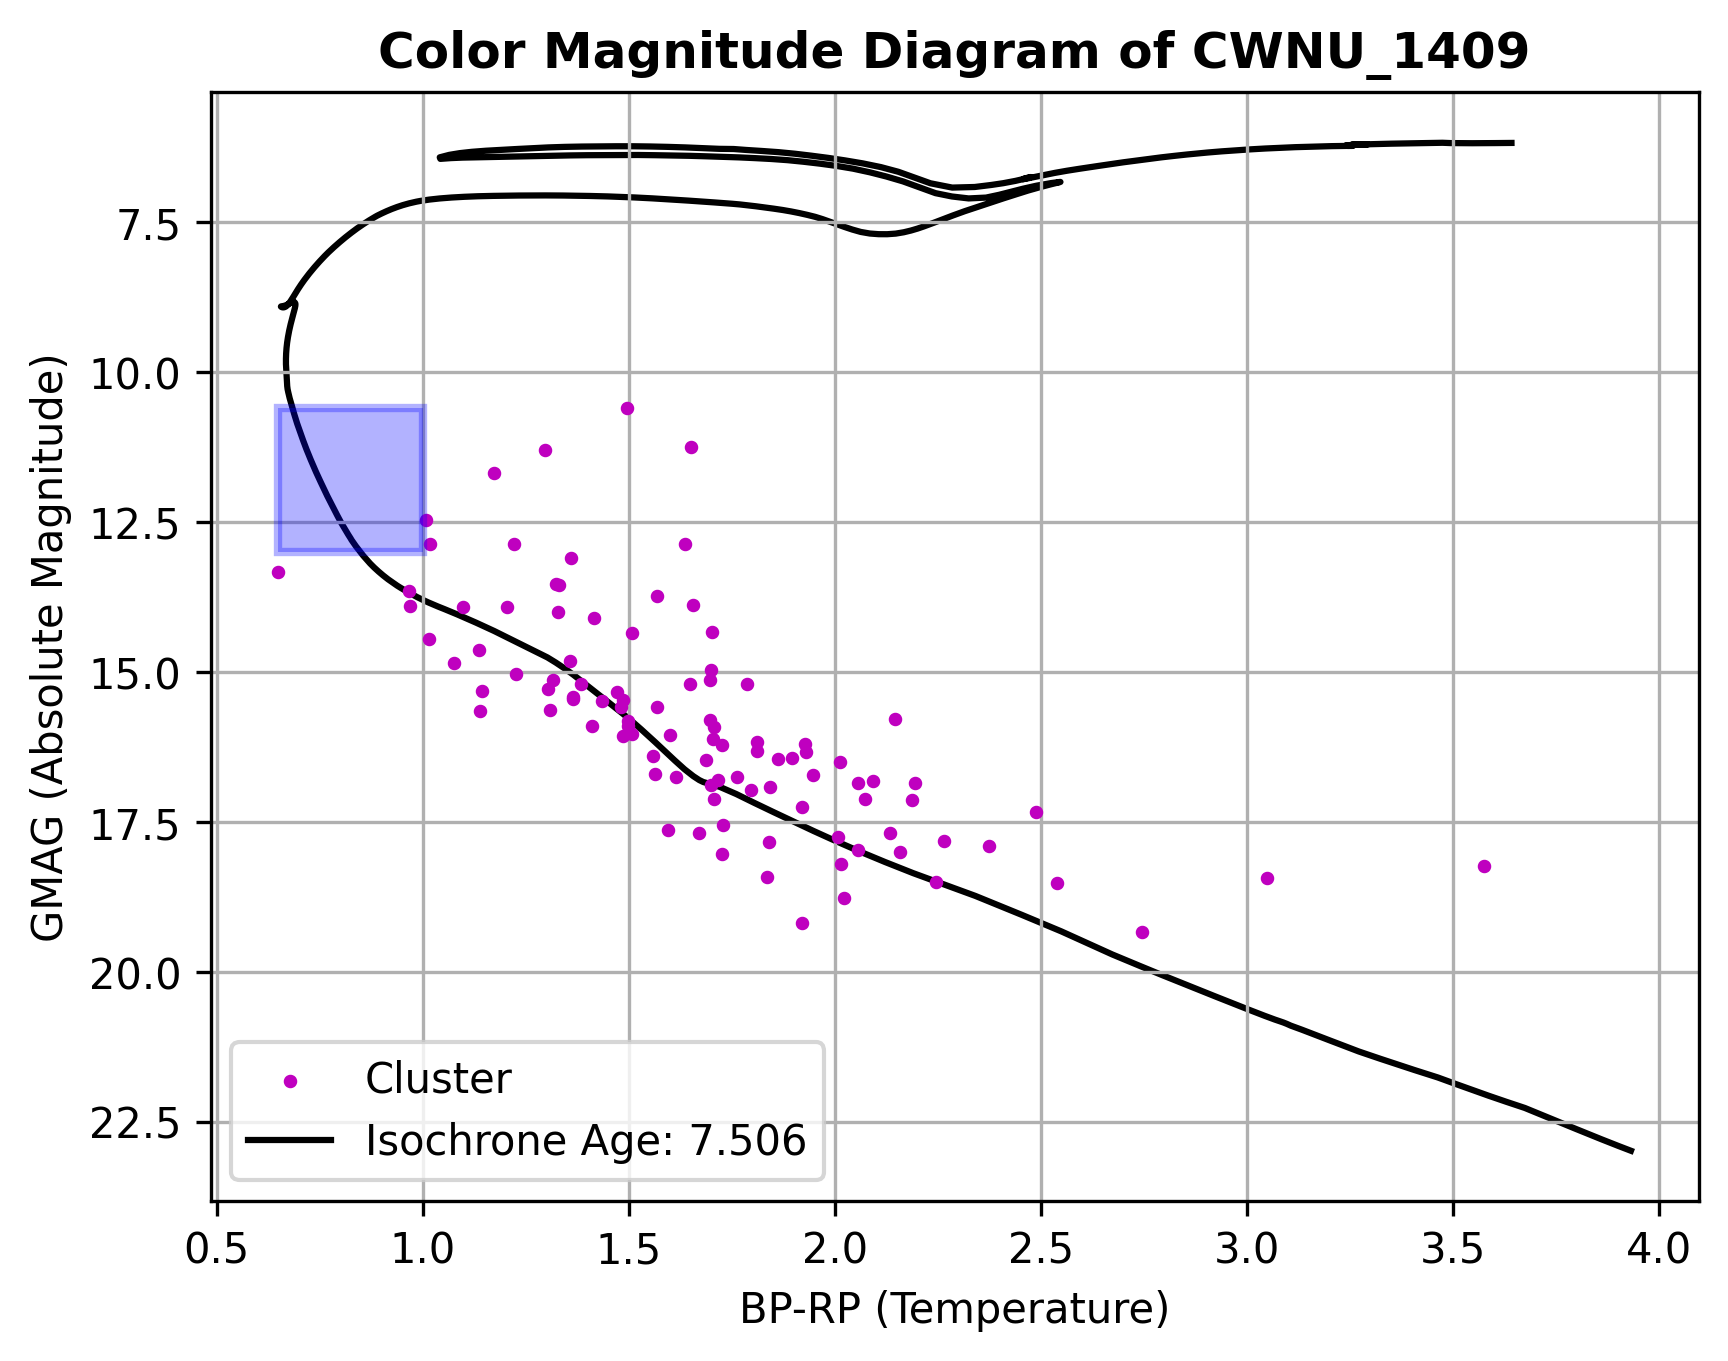 Color Magnitude Diagram of CWNU_1409
GMAG (Absolute Magnitude)
7.5
10.0
12.5
15.0
17.5
20.0
22.5
Cluster
Isochrone Age: 7.506
0.5 1.0 1.5 2.0 2.5 3.0 3.5 4.0
BP-RP (Temperature)